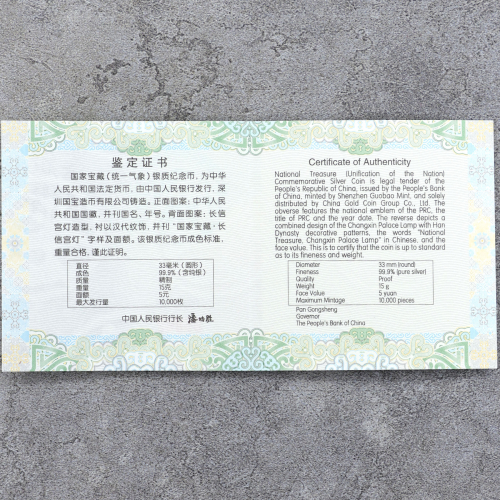 鉴定证书
国家宝藏(统一气象)银质纪念币,为中华
人民共和国法定货币,由中国人民银行发行,深
圳国宝造币有限公司铸造。正面图案:中华人民
共和国国徽,并刊国名、年号。背面图案:长信
宫灯造型,衬以汉代纹饰,并刊“国家宝藏·长
信宫灯”字样及面额。该银质纪念币成色标准、
重量合格,谨此证明。
直径 33毫米(圆形)
成色 99.9%(含纯银)
质量 精制
重量 15克
面额 5元
最大发行量 10,000枚
中国人民银行行长
Certificate of Authenticity
National Treasure (Unification of the Nation)
Commemorative Silver Coin is legal tender of the
People's Republic of China, issued by the People's Bank
of China, minted by Shenzhen Guobao Mint, and solely
distributed by China Gold Coin Group Co., Ltd. The
obverse features the national emblem of the PRC, the
title of PRC and the year date. The reverse depicts a
combined design of the Changxin Palace Lamp with Han
Dynasty decorative patterns, the words "National
Treasure, Changxin Palace Lamp" in Chinese, and the
face value. This is to certify that the coin is up to standard
as to its fineness and weight.
Diameter 33 mm (round)
Fineness 99.9% (pure silver)
Quality Proof
Weight 15 g
Face Value 5 yuan
Maximum Mintage 10,000 pieces
Pan Gongsheng
Governor
The People's Bank of China